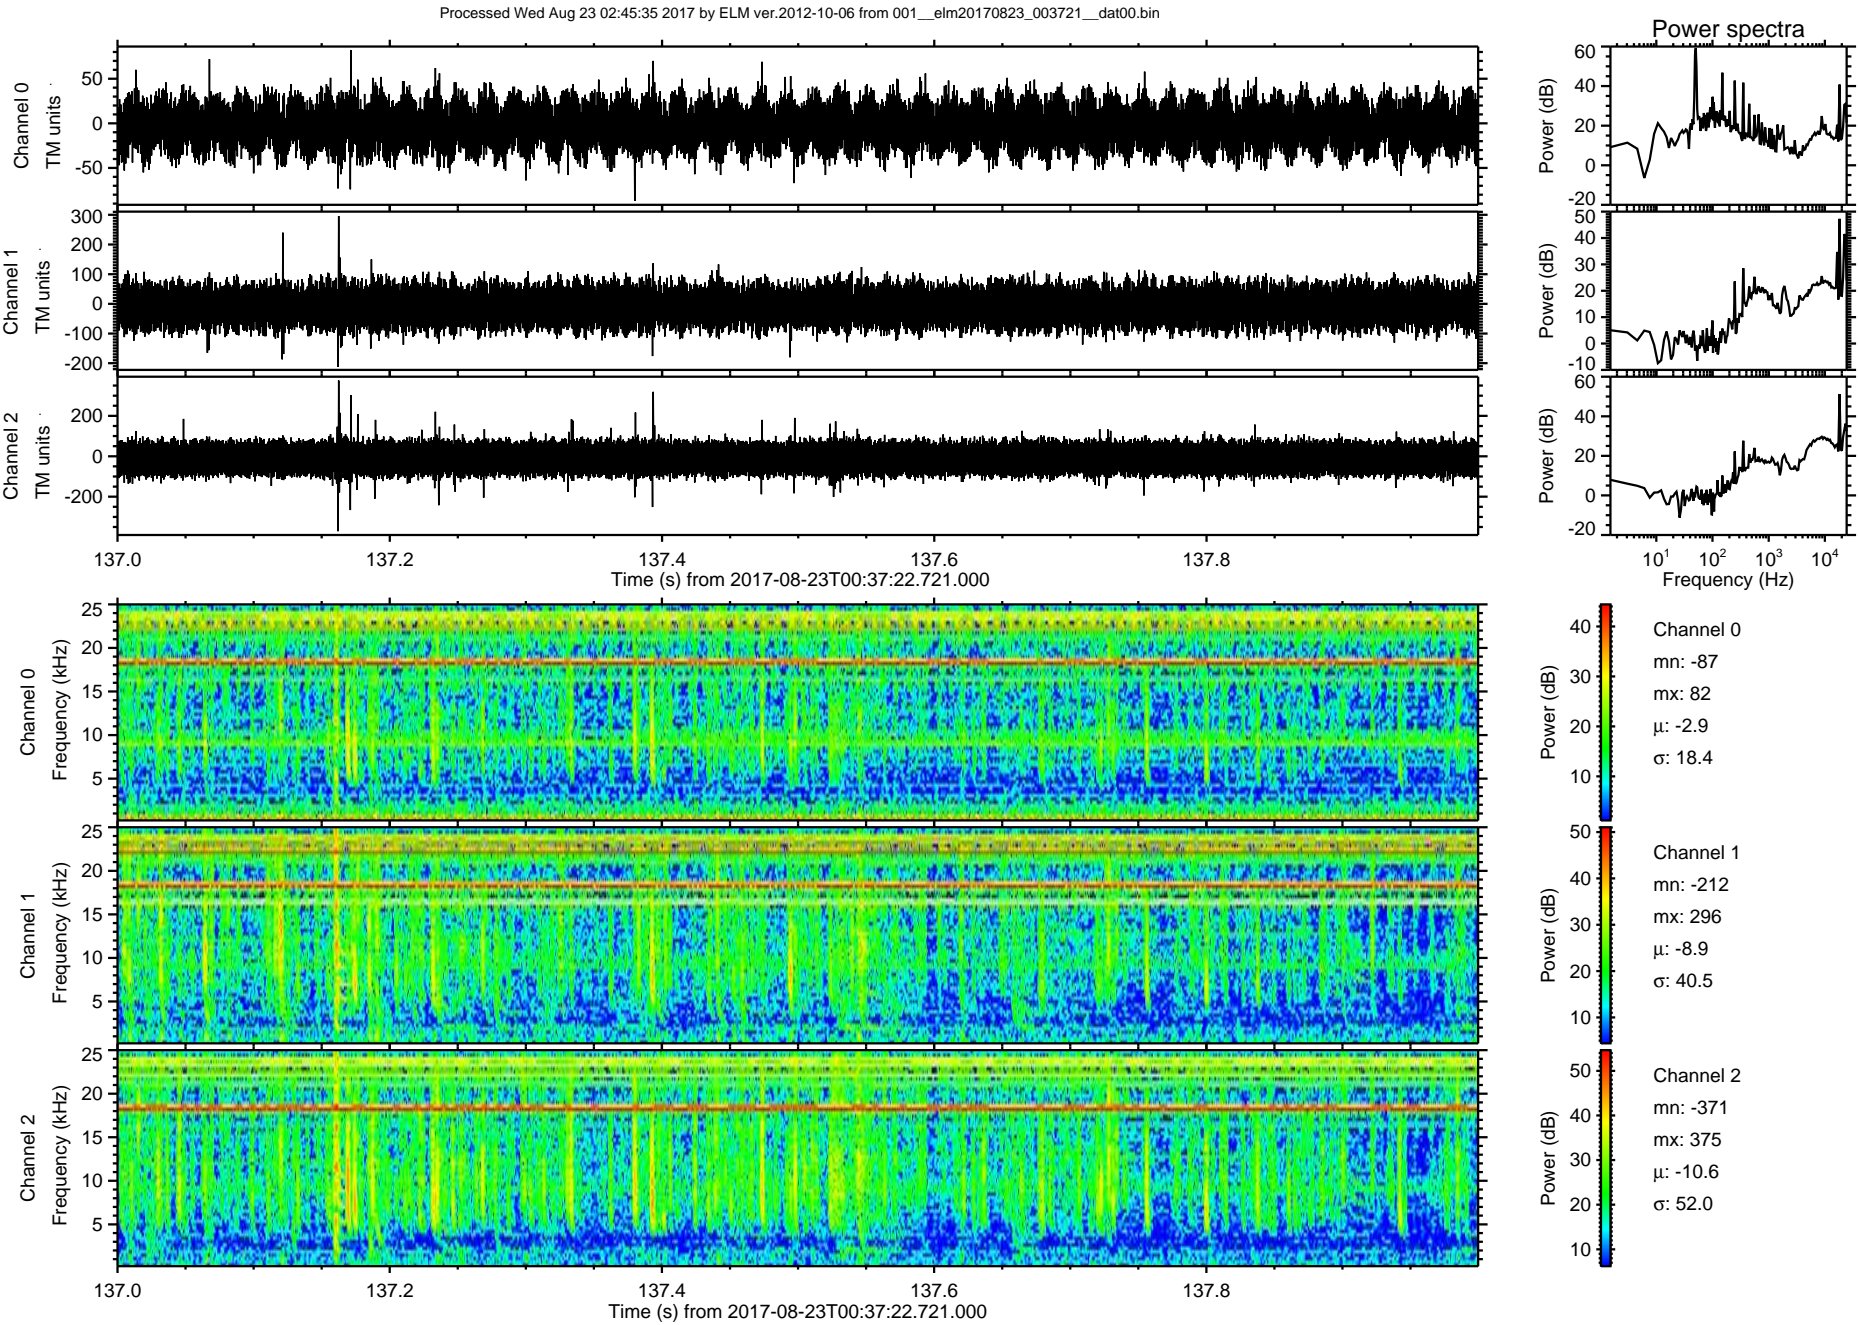 Processed Wed Aug 23 02:45:35 2017 by ELM ver.2012-10-06 from 001__elm20170823_003721__dat00.bin
Power spectra
Channel 0
TM units
50
0
-50
Power (dB)
60
40
20
0
-20
Channel 1
TM units
300
200
100
0
-100
-200
Power (dB)
50
40
30
20
10
0
-10
Channel 2
TM units
200
0
-200
Power (dB)
60
40
20
0
-20
137.0 137.2 137.4 137.6 137.8
Time (s) from 2017-08-23T00:37:22.721.000
10¹ 10² 10³ 10⁴
Frequency (Hz)
Channel 0
Frequency (kHz)
25
20
15
10
5
Power (dB)
40
30
20
10
Channel 0
mn: -87
mx: 82
μ: -2.9
σ: 18.4
Channel 1
Frequency (kHz)
25
20
15
10
5
Power (dB)
50
40
30
20
10
Channel 1
mn: -212
mx: 296
μ: -8.9
σ: 40.5
Channel 2
Frequency (kHz)
25
20
15
10
5
Power (dB)
50
40
30
20
10
Channel 2
mn: -371
mx: 375
μ: -10.6
σ: 52.0
137.0 137.2 137.4 137.6 137.8
Time (s) from 2017-08-23T00:37:22.721.000